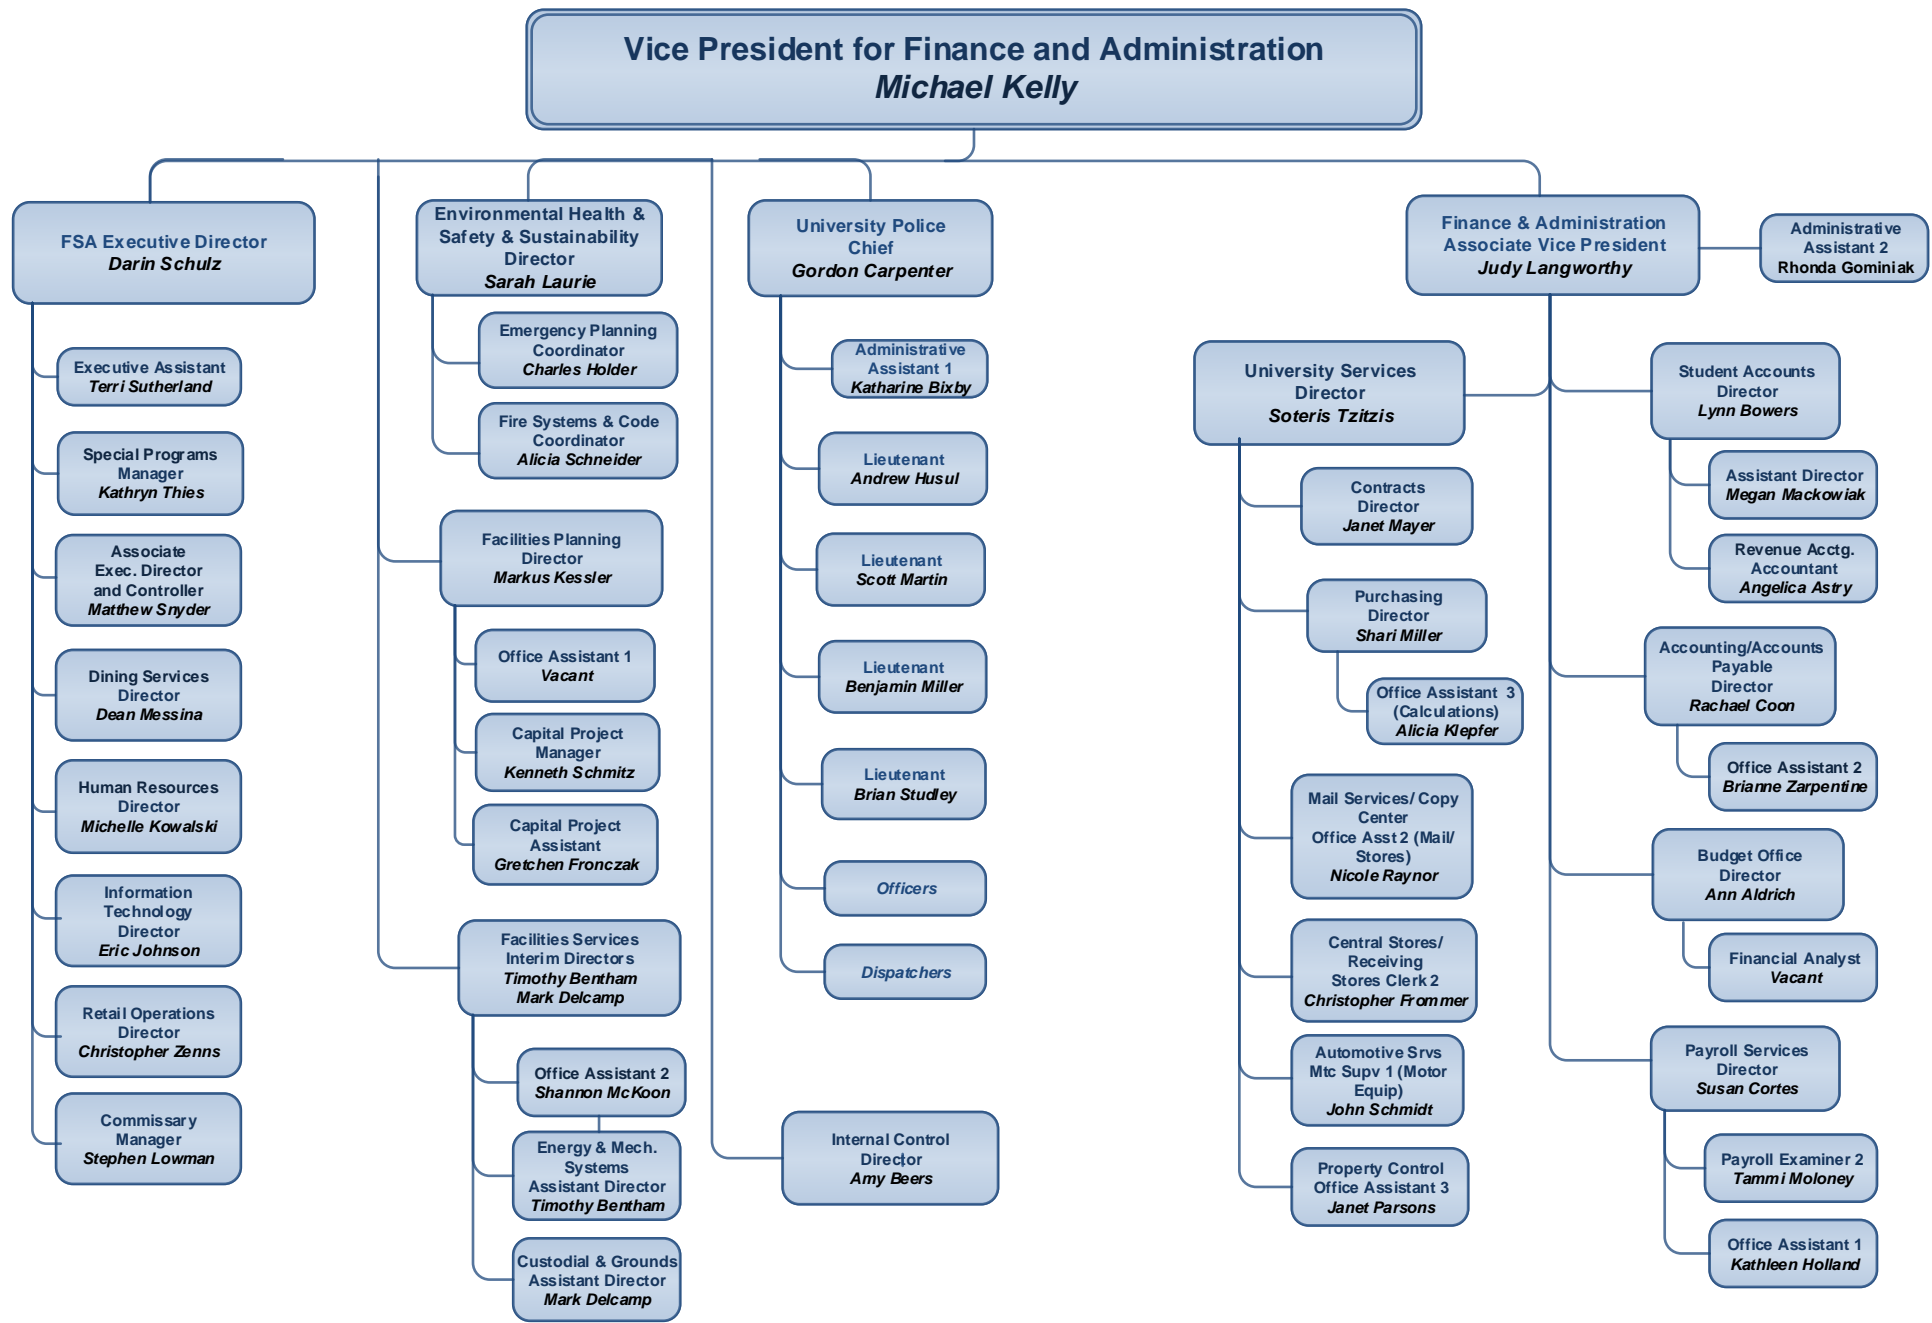 Vice President for Finance and Administration
Michael Kelly
FSA Executive Director
Darin Schulz
Executive Assistant
Terri Sutherland
Special Programs
Manager
Kathryn Thies
Associate
Exec. Director
and Controller
Matthew Snyder
Dining Services
Director
Dean Messina
Human Resources
Director
Michelle Kowalski
Information
Technology
Director
Eric Johnson
Retail Operations
Director
Christopher Zenns
Commissary
Manager
Stephen Lowman
Environmental Health &
Safety & Sustainability
Director
Sarah Laurie
Emergency Planning
Coordinator
Charles Holder
Fire Systems & Code
Coordinator
Alicia Schneider
Facilities Planning
Director
Markus Kessler
Office Assistant 1
Vacant
Capital Project
Manager
Kenneth Schmitz
Capital Project
Assistant
Gretchen Fronczak
Facilities Services
Interim Directors
Timothy Bentham
Mark Delcamp
Office Assistant 2
Shannon McKoon
Energy & Mech.
Systems
Assistant Director
Timothy Bentham
Custodial & Grounds
Assistant Director
Mark Delcamp
University Police
Chief
Gordon Carpenter
Administrative
Assistant 1
Katharine Bixby
Lieutenant
Andrew Husul
Lieutenant
Scott Martin
Lieutenant
Benjamin Miller
Lieutenant
Brian Studley
Officers
Dispatchers
Internal Control
Director
Amy Beers
Finance & Administration
Associate Vice President
Judy Langworthy
Administrative
Assistant 2
Rhonda Gominiak
University Services
Director
Soteris Tzitzis
Contracts
Director
Janet Mayer
Purchasing
Director
Shari Miller
Office Assistant 3
(Calculations)
Alicia Klepfer
Mail Services/ Copy
Center
Office Asst 2 (Mail/
Stores)
Nicole Raynor
Central Stores/
Receiving
Stores Clerk 2
Christopher Frommer
Automotive Srvs
Mtc Supv 1 (Motor
Equip)
John Schmidt
Property Control
Office Assistant 3
Janet Parsons
Student Accounts
Director
Lynn Bowers
Assistant Director
Megan Mackowiak
Revenue Acctg.
Accountant
Angelica Astry
Accounting/Accounts
Payable
Director
Rachael Coon
Office Assistant 2
Brianne Zarpentine
Budget Office
Director
Ann Aldrich
Financial Analyst
Vacant
Payroll Services
Director
Susan Cortes
Payroll Examiner 2
Tammi Moloney
Office Assistant 1
Kathleen Holland